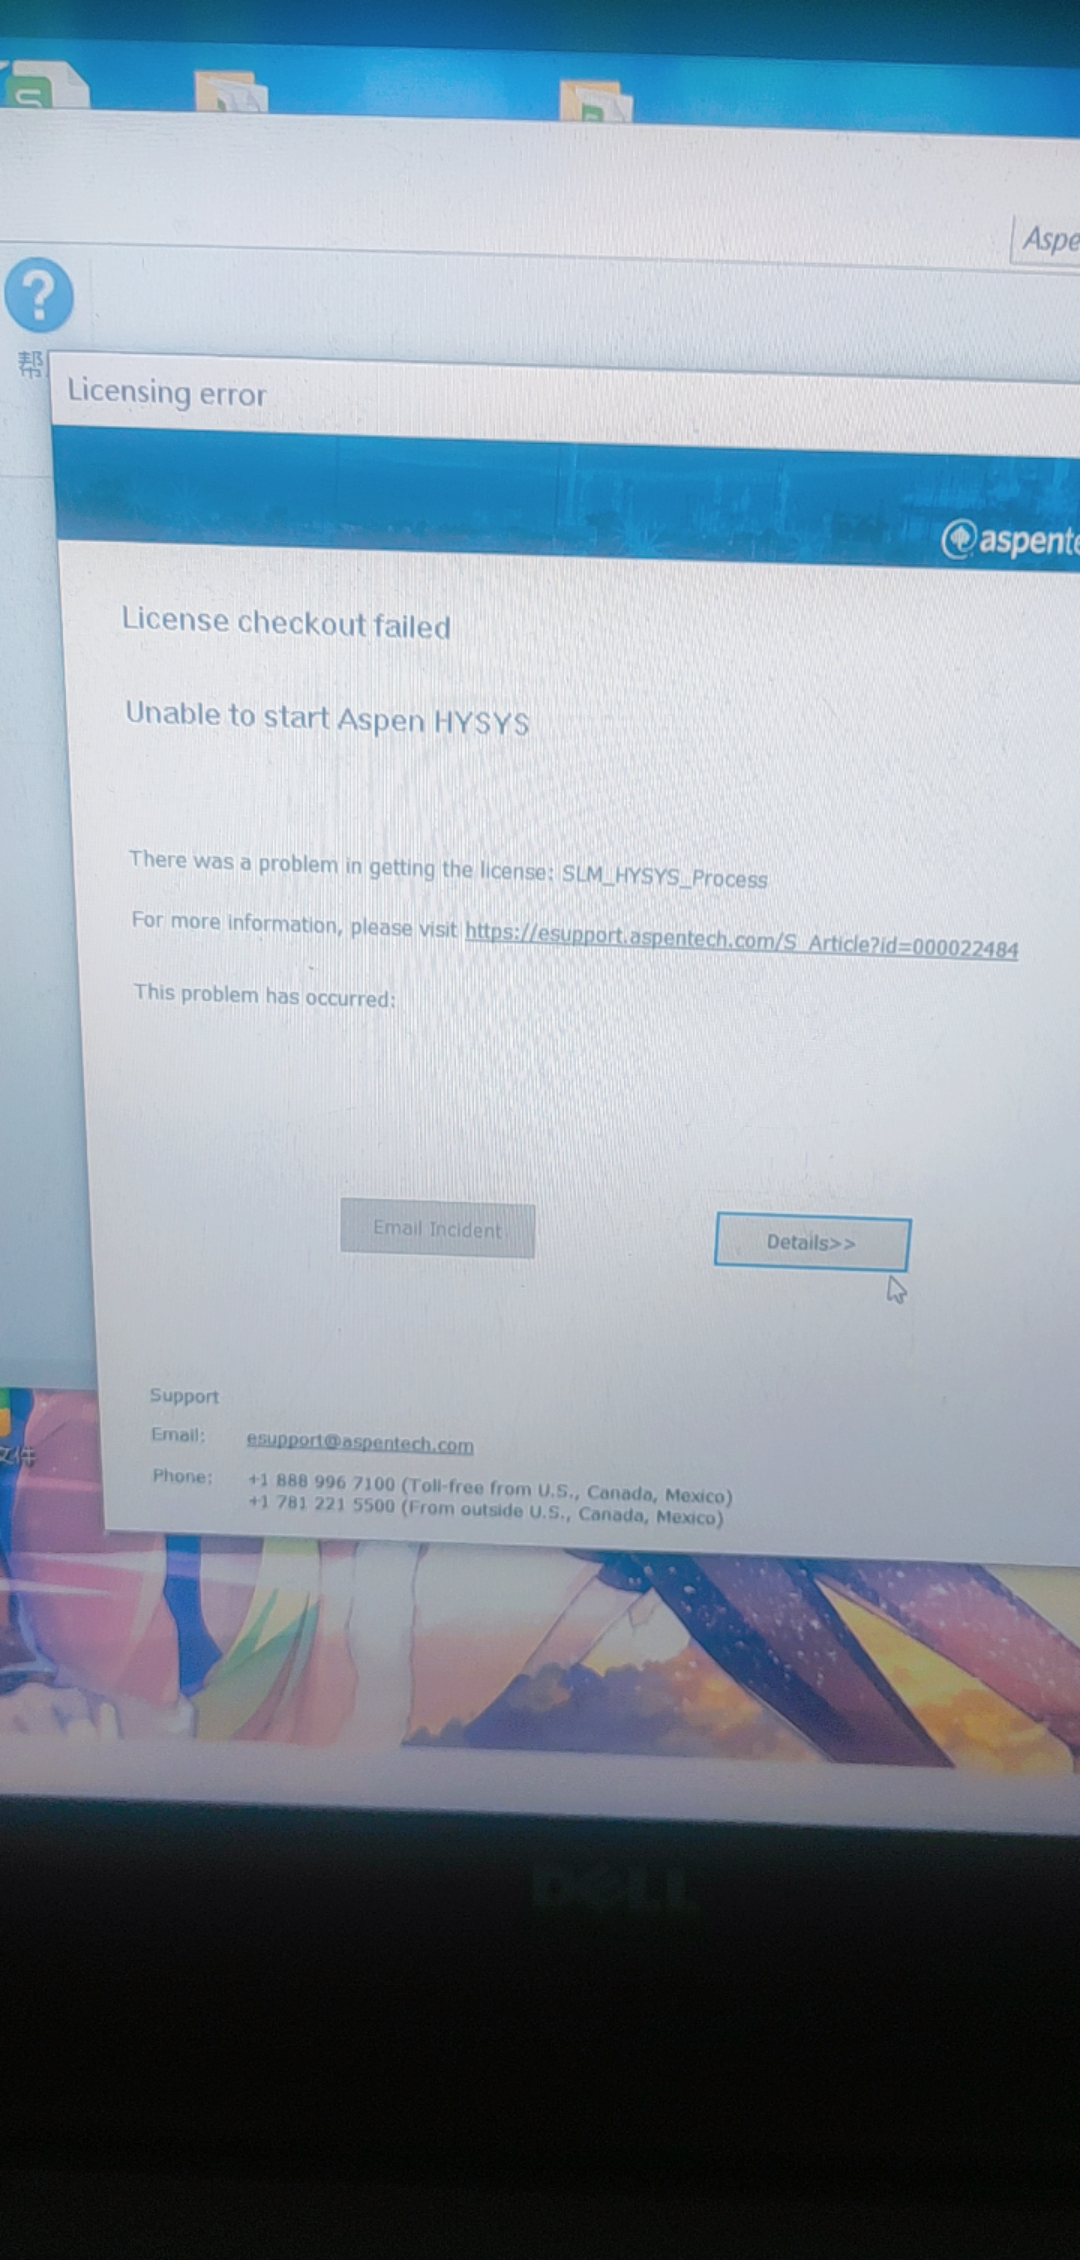 Aspe
帮
Licensing error
aspente
License checkout failed
Unable to start Aspen HYSYS
There was a problem in getting the license: SLM_HYSYS_Process
For more information, please visit https://esupport.aspentech.com/S_Article?id=000022484
This problem has occurred:
Email Incident
Details>>
Support
Email: esupport@aspentech.com
文件
Phone: +1 888 996 7100 (Toll-free from U.S., Canada, Mexico)
+1 781 221 5500 (From outside U.S., Canada, Mexico)
DELL